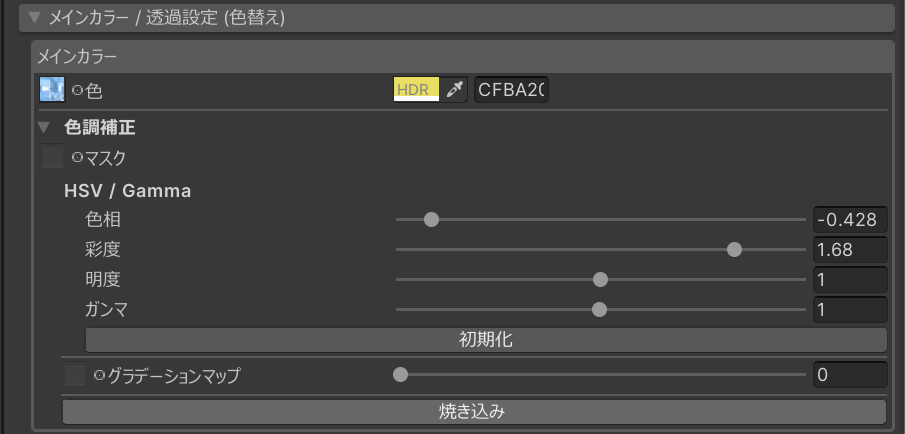 メインカラー / 透過設定 (色替え)
メインカラー
色 HDR CFBA20
色調補正
マスク
HSV / Gamma
色相 -0.428
彩度 1.68
明度 1
ガンマ 1
初期化
グラデーションマップ 0
焼き込み